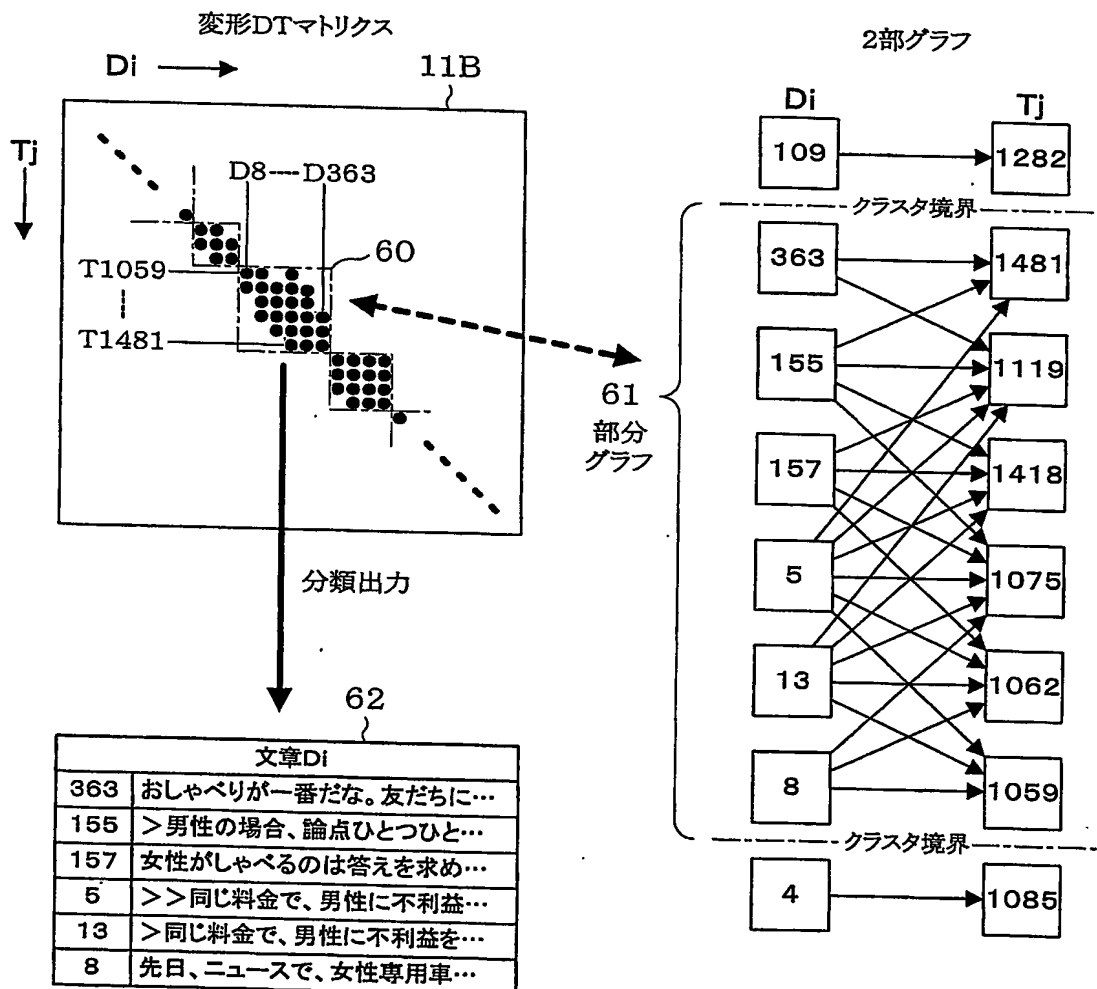 変形DTマトリクス
Di
11B
Tj
D8----D363
60
T1059
T1481
分類出力
62
文章Di
363 おしゃべりが一番だな。友だちに…
155 >男性の場合、論点ひとつひと…
157 女性がしゃべるのは答えを求め…
5 >>同じ料金で、男性に不利益…
13 >同じ料金で、男性に不利益を…
8 先日、ニュースで、女性専用車…
2部グラフ
Di Tj
109 1282
クラスタ境界
363 1481
155 1119
61
部分
グラフ
157 1418
5 1075
13 1062
8 1059
クラスタ境界
4 1085